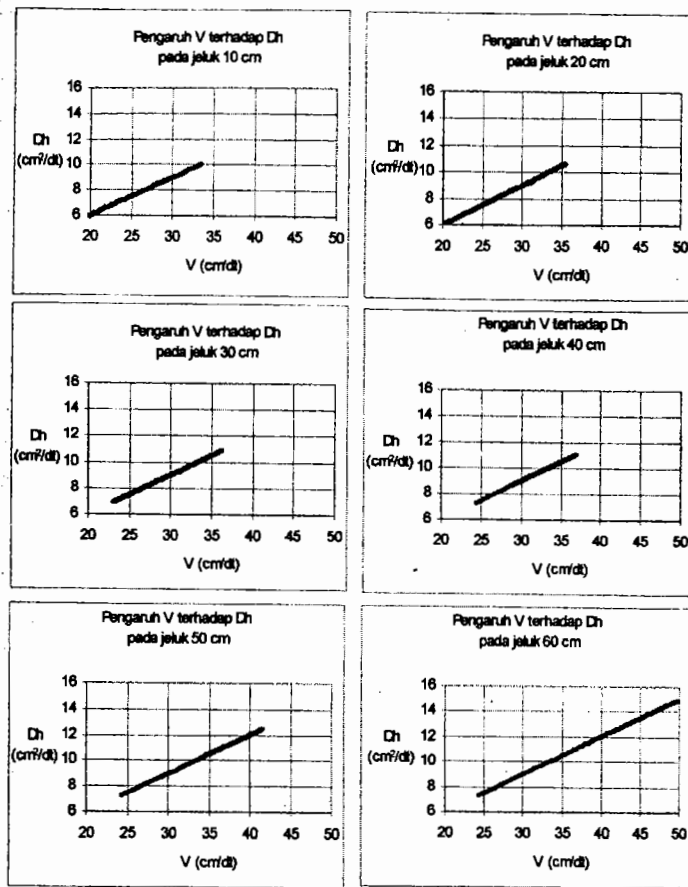 Pengaruh V terhadap Dh
pada jeluk 10 cm
16
14
12
Dh
(cm²/dt) 10
8
6
20 25 30 35 40 45 50
V (cm/dt)
Pengaruh V terhadap Dh
pada jeluk 20 cm
16
14
12
Dh
(cm²/dt) 10
8
6
20 25 30 35 40 45 50
V (cm/dt)
Pengaruh V terhadap Dh
pada jeluk 30 cm
16
14
12
Dh
(cm²/dt) 10
8
6
20 25 30 35 40 45 50
V (cm/dt)
Pengaruh V terhadap Dh
pada jeluk 40 cm
16
14
12
Dh
(cm²/dt) 10
8
6
20 25 30 35 40 45 50
V (cm/dt)
Pengaruh V terhadap Dh
pada jeluk 50 cm
16
14
Dh 12
(cm²/dt) 10
8
6
20 25 30 35 40 45 50
V (cm/dt)
Pengaruh V terhadap Dh
pada jeluk 60 cm
16
14
Dh 12
(cm²/dt) 10
8
6
20 25 30 35 40 45 50
V (cm/dt)